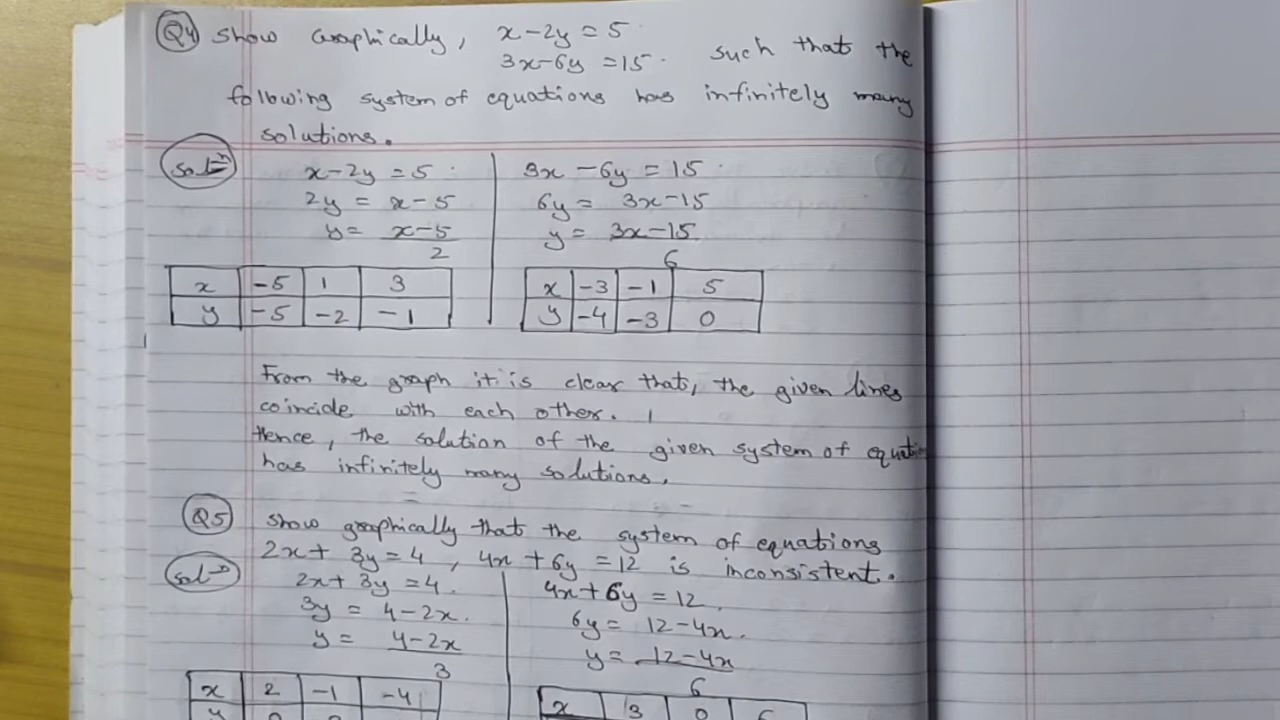 Q4 Show Graphically, x-2y=5
3x-6y=15. such that the
following system of equations has infinitely many
solutions.
Sol
x-2y=5
2y = x-5
y= x-5
2
x -5 1 3
y -5 -2 -1
3x-6y=15
6y= 3x-15
y= 3x-15
6
x -3 -1 5
y -4 -3 0
From the graph it is clear that, the given lines
coincide with each other.
Hence, the solution of the given system of
has infinitely many solutions.
Q5 Show graphically that the system of equations
2x+3y=4, 4x+6y=12 is inconsistent.
Sol
2x+3y=4.
3y= 4-2x.
y= 4-2x
3
x 2 -1 -4
4x+6y=12.
6y= 12-4x.
y= 12-4x
6
x 3 0